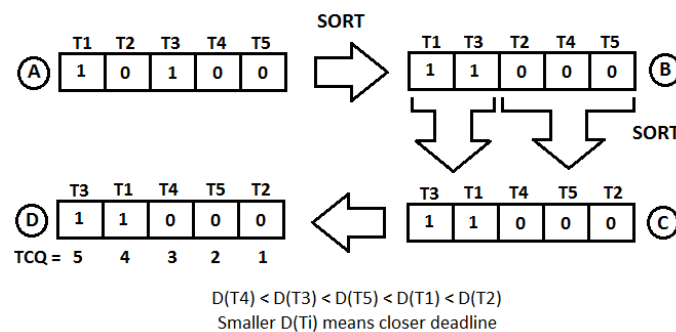 SORT
T1 T2 T3 T4 T5
A 1 0 1 0 0
T1 T3 T2 T4 T5
1 1 0 0 0 B
SORT
T3 T1 T4 T5 T2
D 1 1 0 0 0
TCQ = 5 4 3 2 1
T3 T1 T4 T5 T2
1 1 0 0 0 C
D(T4) < D(T3) < D(T5) < D(T1) < D(T2)
Smaller D(Ti) means closer deadline